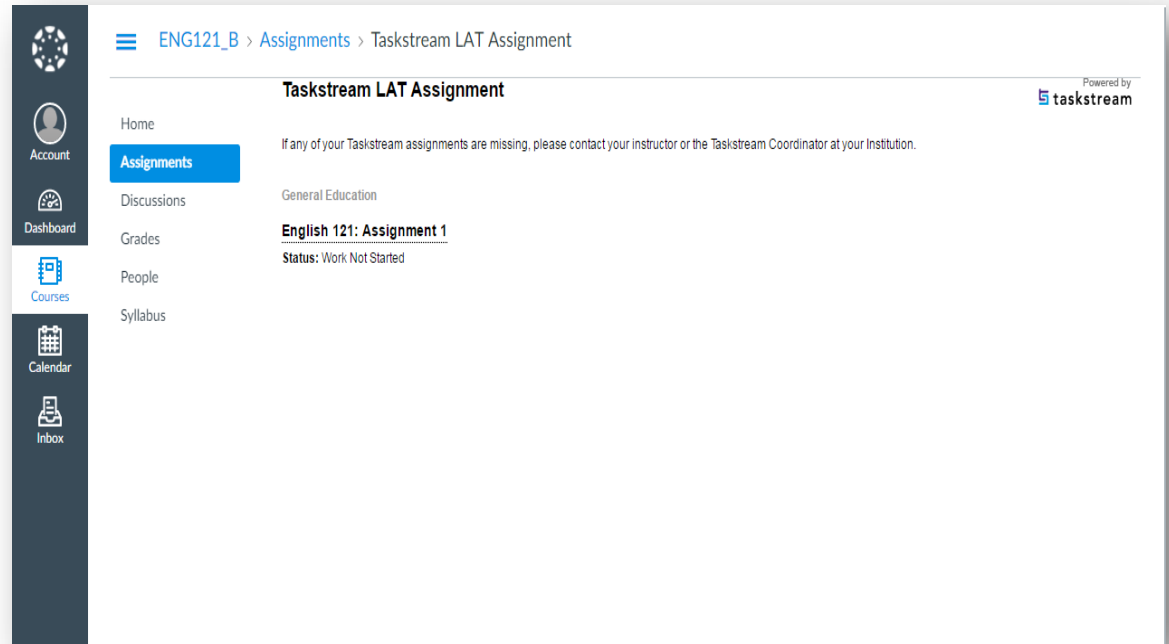 ENG121_B > Assignments > Taskstream LAT Assignment
Taskstream LAT Assignment
Powered by
taskstream
Account
Dashboard
Courses
Calendar
Inbox
Home
Assignments
Discussions
Grades
People
Syllabus
If any of your Taskstream assignments are missing, please contact your instructor or the Taskstream Coordinator at your Institution.
General Education
English 121: Assignment 1
Status: Work Not Started